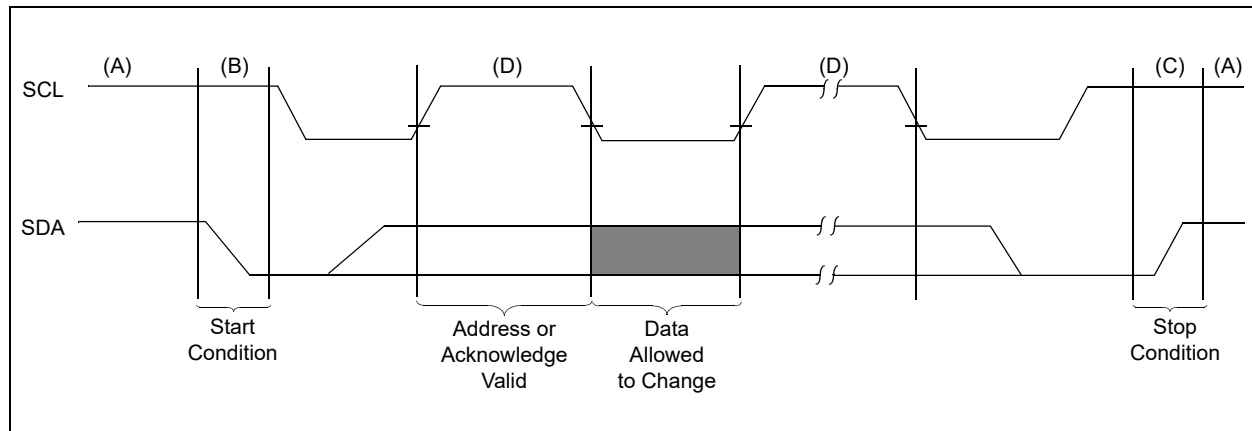 (A) (B) (D) (D) (C) (A)
SCL
SDA
Start
Condition
Address or
Acknowledge
Valid
Data
Allowed
to Change
Stop
Condition